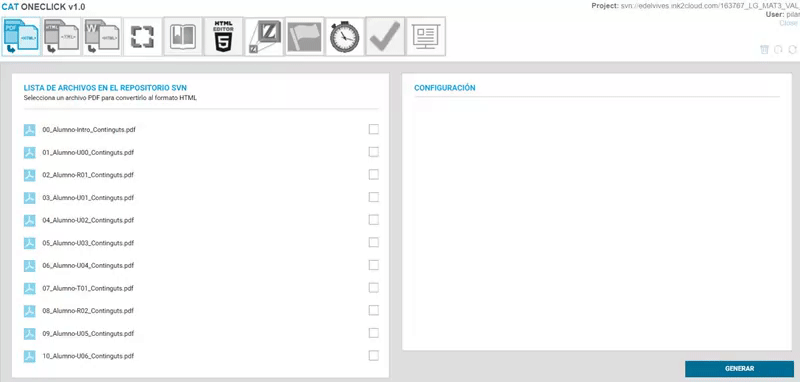 CAT ONECLICK v1.0
Project: svn://edelvives.ink2cloud.com/163767_LG_MAT3_VAL
User: pilar
Close
PDF
<HTML>
<HTML>
W
<HTML>
HTML
5
LISTA DE ARCHIVOS EN EL REPOSITORIO SVN
Selecciona un archivo PDF para convertirlo al formato HTML
00_Alumno-Intro_Continguts.pdf
01_Alumno-U00_Continguts.pdf
02_Alumno-R01_Continguts.pdf
03_Alumno-U01_Continguts.pdf
04_Alumno-U02_Continguts.pdf
05_Alumno-U03_Continguts.pdf
06_Alumno-U04_Continguts.pdf
07_Alumno-T01_Continguts.pdf
08_Alumno-R02_Continguts.pdf
09_Alumno-U05_Continguts.pdf
10_Alumno-U06_Continguts.pdf
CONFIGURACIÓN
GENERAR